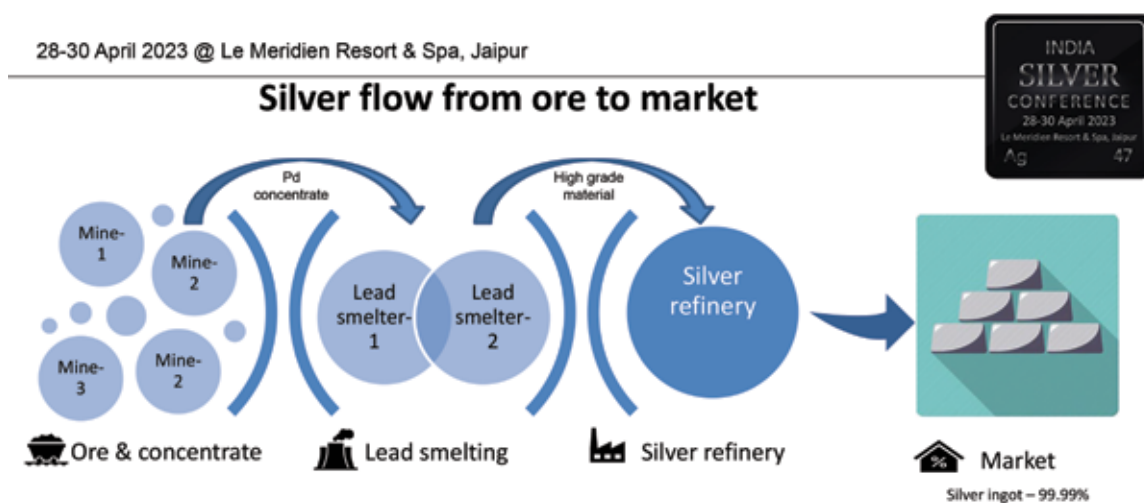 28-30 April 2023 @ Le Meridien Resort & Spa, Jaipur
INDIA
SILVER
CONFERENCE
28-30 April 2023
Le Meridien Resort & Spa, Jaipur
Ag 47
Silver flow from ore to market
Pd
concentrate
High grade
material
Mine-
1
Mine-
2
Mine-
3
Mine-
2
Lead
smelter-
1
Lead
smelter-
2
Silver
refinery
Ore & concentrate
Lead smelting
Silver refinery
%
Market
Silver ingot – 99.99%